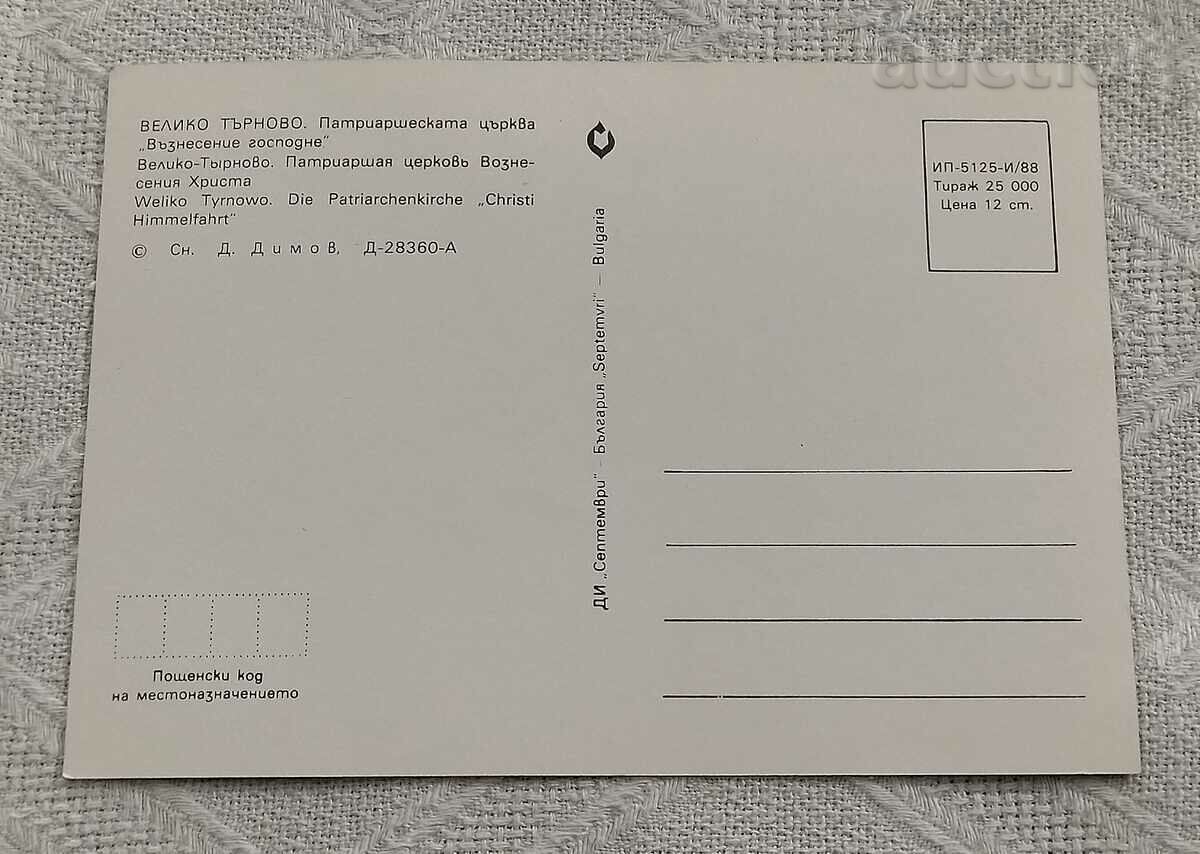 ВЕЛИКО ТЪРНОВО. Патриаршеската църква
„Възнесение господне"
Велико-Тырново. Патриаршая церковь Возне-
сения Христа
Weliko Tyrnowo. Die Patriarchenkirche „Christi
Himmelfahrt"
© Сн. Д. Димов, Д-28360-А
ДИ „Септември" - България „Septemvri" — Bulgaria
ИП-5125-И/88
Тираж 25 000
Цена 12 ст.
Пощенски код
на местоназначението